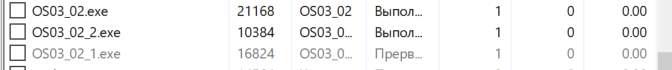 OS03_02.exe 21168 OS03_02 Выпол... 1 0 0.00
OS03_02_2.exe 10384 OS03_0... Выпол... 1 0 0.00
OS03_02_1.exe 16824 OS03_0... Прерв... 1 0 0.00